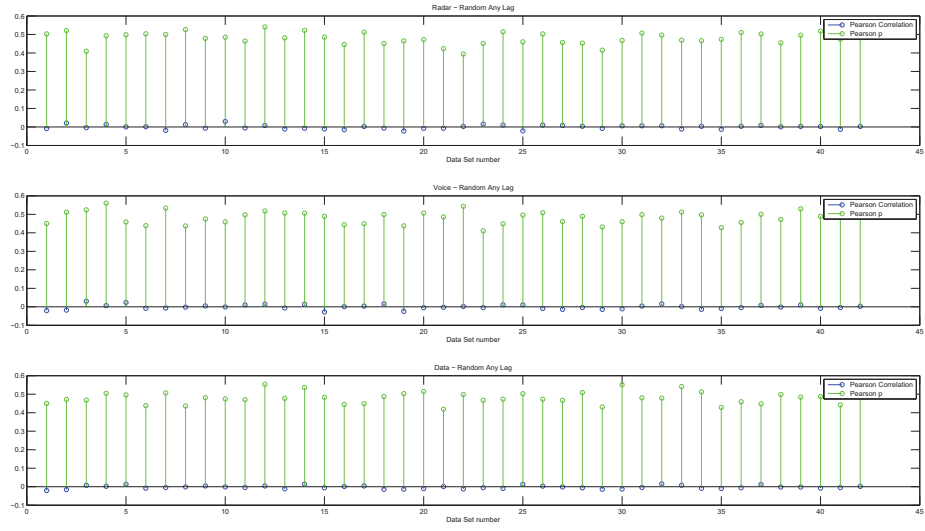 Radar − Random Any Lag
0.6
0.5
0.4
0.3
0.2
0.1
0
−0.1
Pearson Correlation
Pearson p
0 5 10 15 20 25 30 35 40 45
Data Set number
Voice − Random Any Lag
0.6
0.5
0.4
0.3
0.2
0.1
0
−0.1
Pearson Correlation
Pearson p
0 5 10 15 20 25 30 35 40 45
Data Set number
Data − Random Any Lag
0.6
0.5
0.4
0.3
0.2
0.1
0
−0.1
Pearson Correlation
Pearson p
0 5 10 15 20 25 30 35 40 45
Data Set number